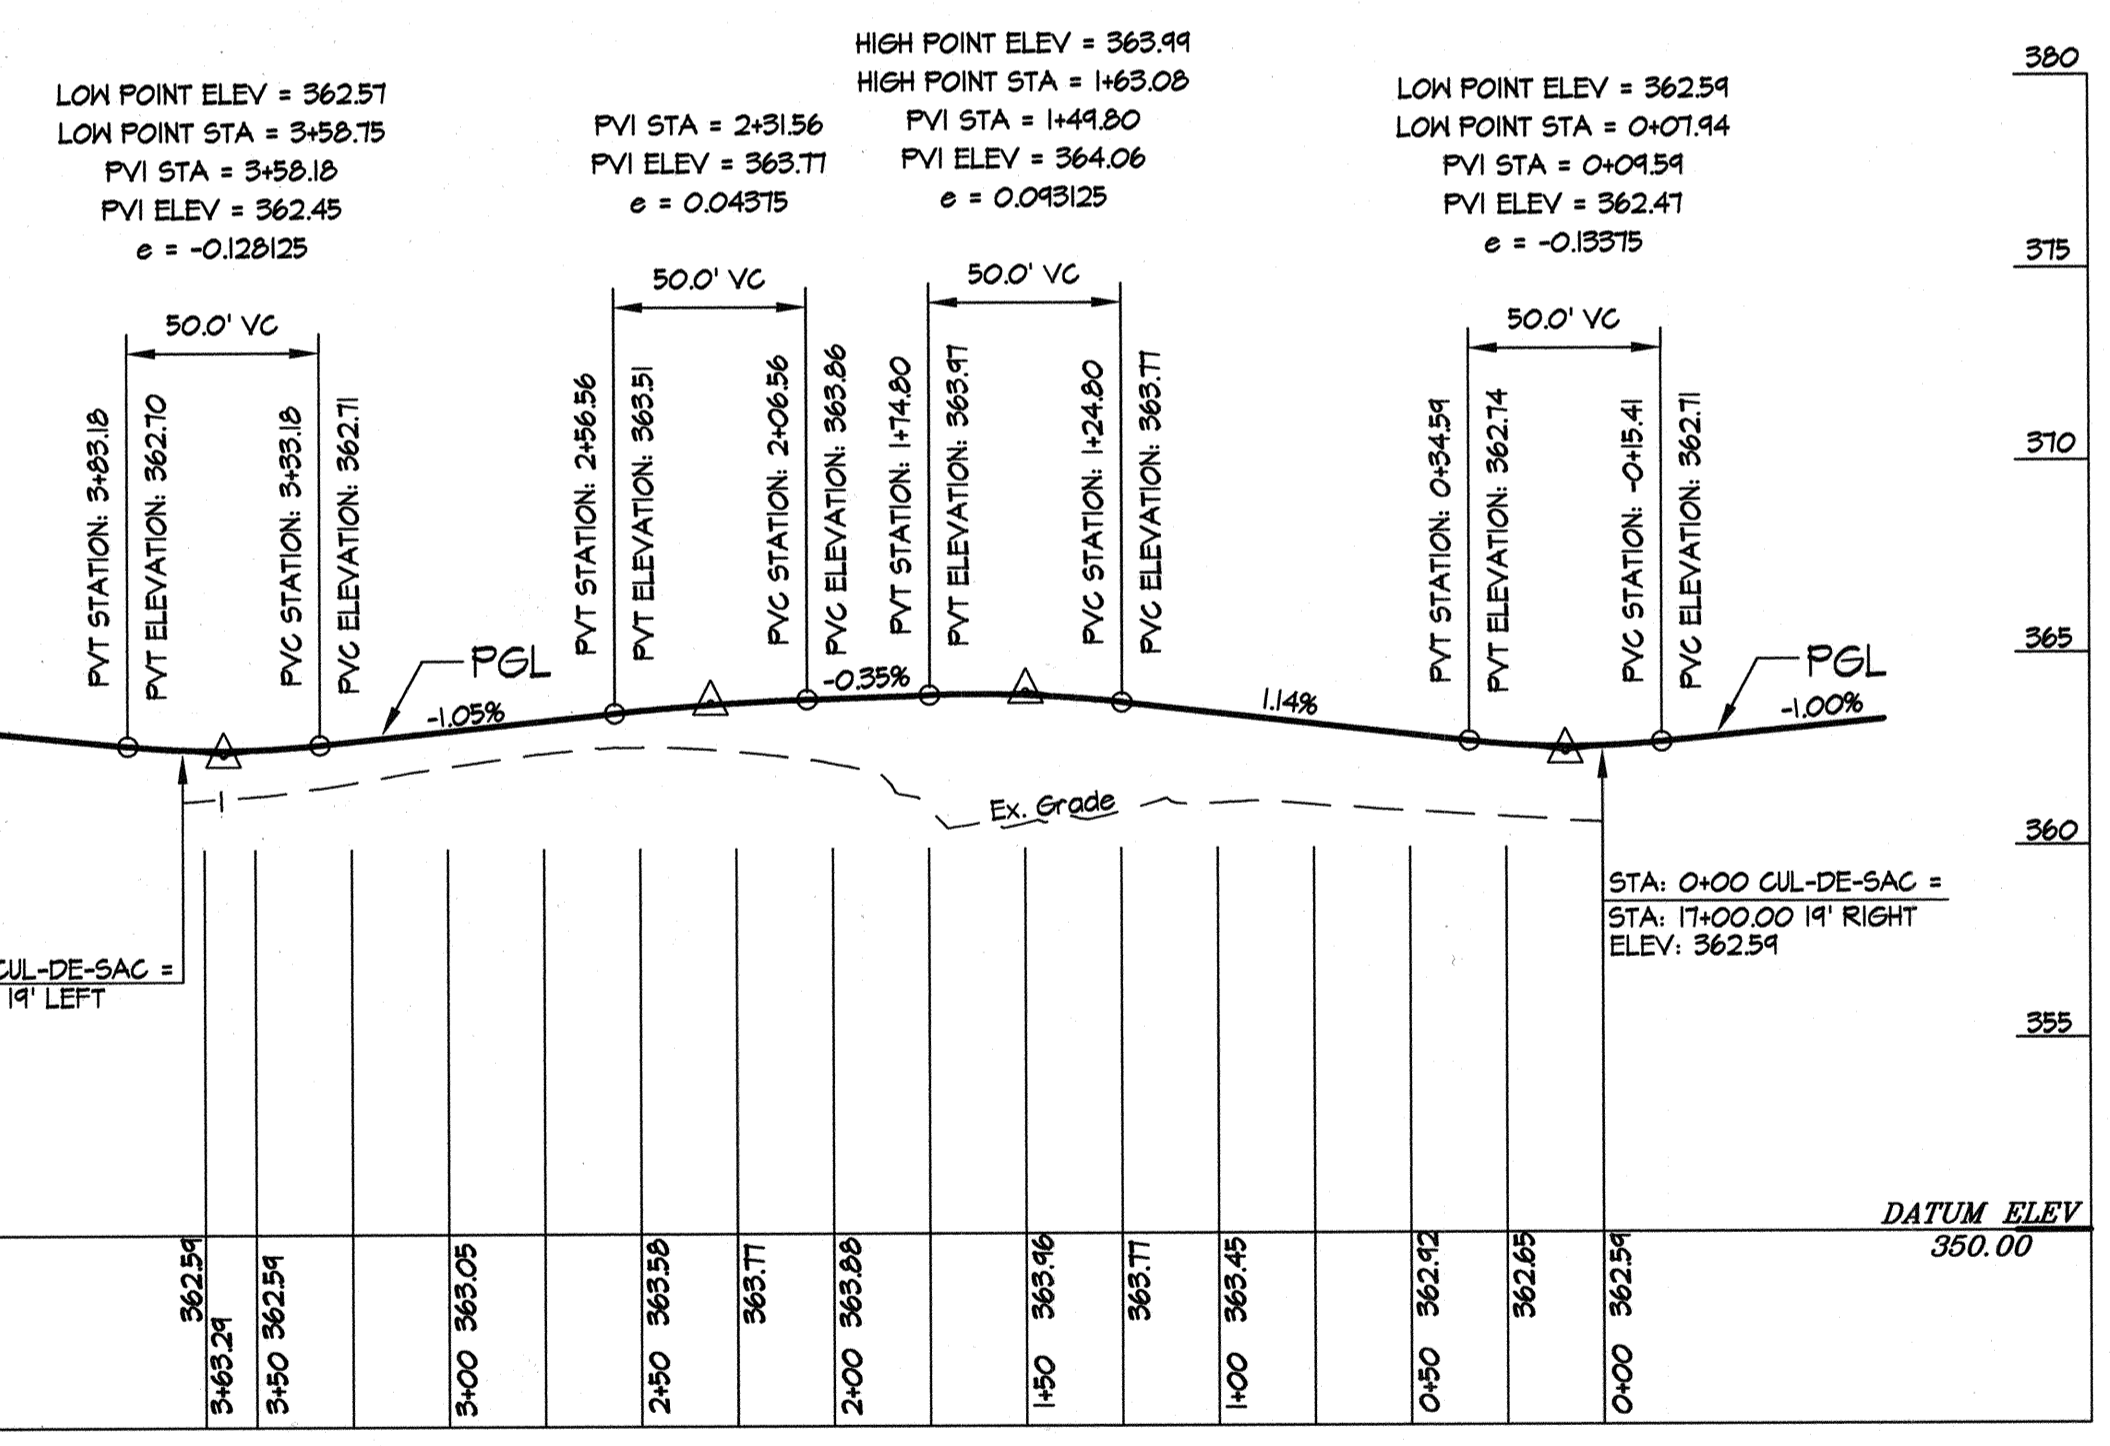 LOW POINT ELEV = 362.57
LOW POINT STA = 3+58.75
PVI STA = 3+58.18
PVI ELEV = 362.45
e = -0.128125
50.0' VC
PVT STATION: 3+83.18
PVT ELEVATION: 362.70
PVC STATION: 3+33.18
PVC ELEVATION: 362.71
PVI STA = 2+31.56
PVI ELEV = 363.77
e = 0.04375
50.0' VC
PVT STATION: 2+56.56
PVT ELEVATION: 363.51
PVC STATION: 2+06.56
PVC ELEVATION: 363.86
HIGH POINT ELEV = 363.99
HIGH POINT STA = 1+63.08
PVI STA = 1+49.80
PVI ELEV = 364.06
e = 0.093125
50.0' VC
PVT STATION: 1+74.80
PVT ELEVATION: 363.97
PVC STATION: 1+24.80
PVC ELEVATION: 363.77
LOW POINT ELEV = 362.59
LOW POINT STA = 0+07.94
PVI STA = 0+09.59
PVI ELEV = 362.47
e = -0.13375
50.0' VC
PVT STATION: 0+34.59
PVT ELEVATION: 362.74
PVC STATION: -0+15.41
PVC ELEVATION: 362.71
380
375
370
365
360
355
PGL
-1.05%
-0.35%
1.14%
PGL
-1.00%
Ex. Grade
CUL-DE-SAC =
19' LEFT
STA: 0+00 CUL-DE-SAC =
STA: 17+00.00 19' RIGHT
ELEV: 362.59
DATUM ELEV
350.00
362.59
3+63.29
3+50 362.59
3+00 363.05
2+50 363.58
363.77
2+00 363.88
1+50 363.96
363.77
1+00 363.45
0+50 362.92
362.65
0+00 362.59